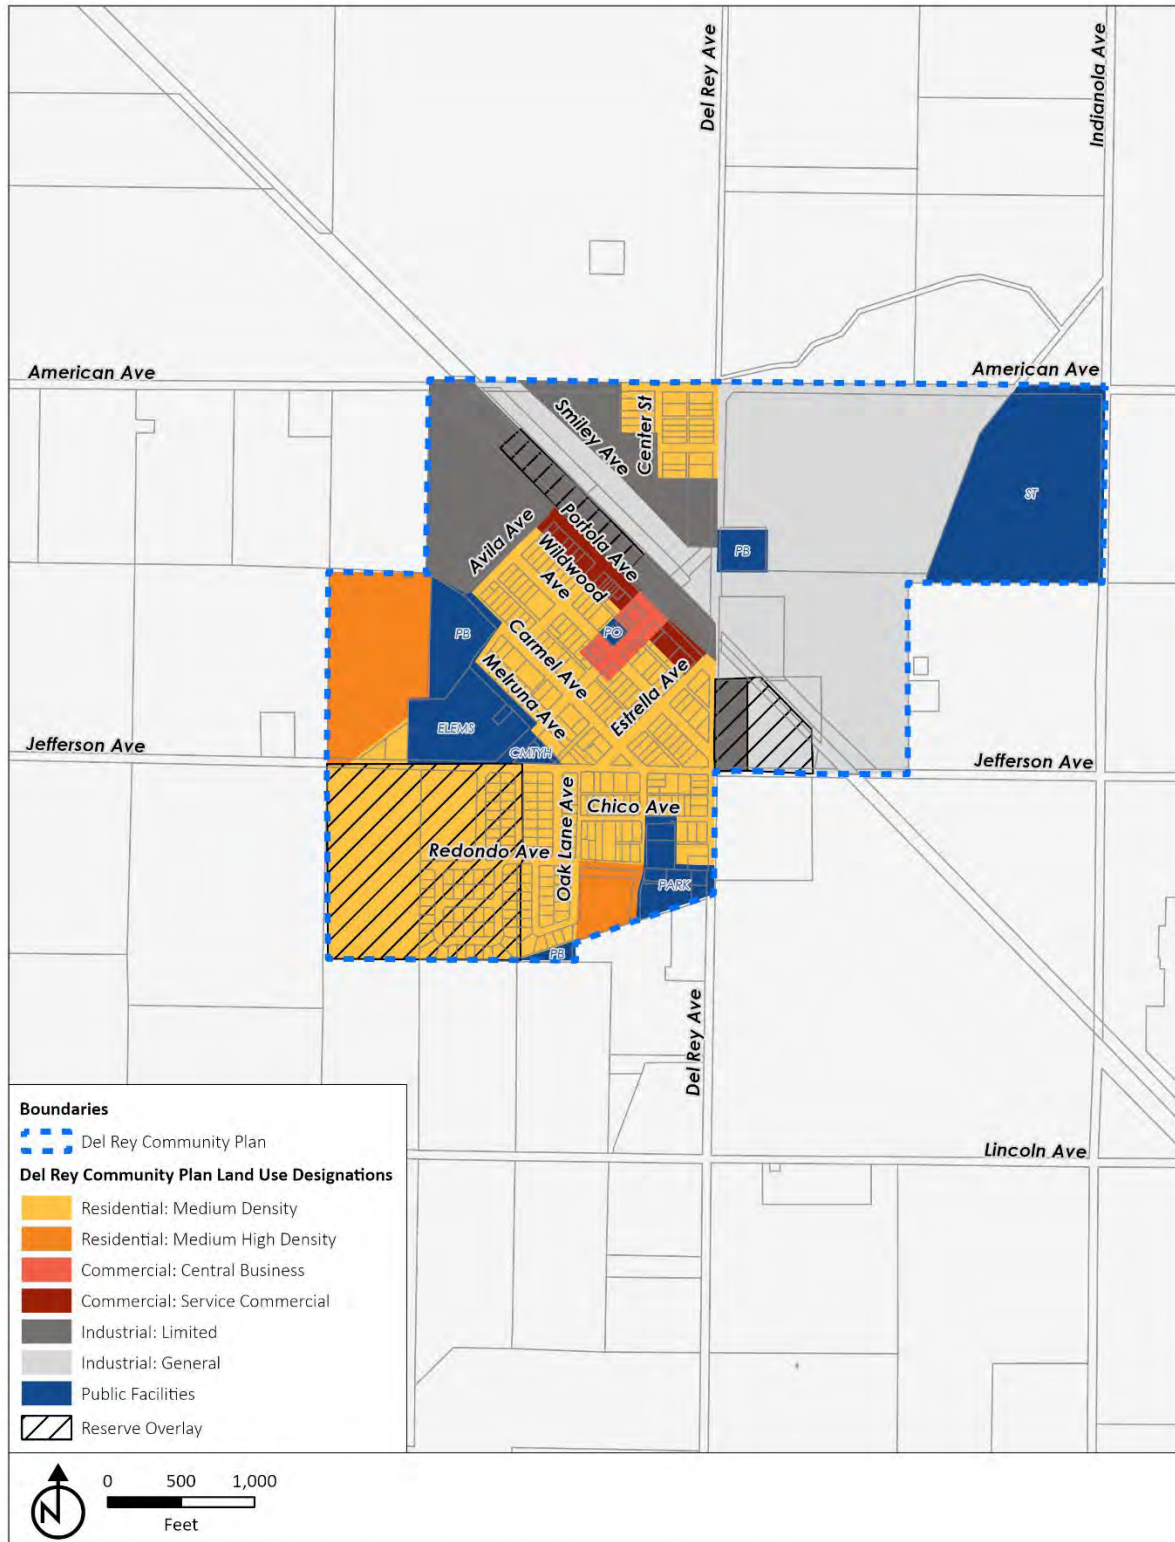 Del Rey Ave
Indianola Ave
American Ave
American Ave
Smiley Ave
Center St
ST
Portola Ave
Avila Ave
Wildwood
Ave
PB
PO
PB
Carmel Ave
Melruna Ave
Estrella Ave
ELEMS
CMTYH
Jefferson Ave
Jefferson Ave
Chico Ave
Oak Lane Ave
Redondo Ave
PARK
PB
Del Rey Ave
Lincoln Ave
Boundaries
Del Rey Community Plan
Del Rey Community Plan Land Use Designations
Residential: Medium Density
Residential: Medium High Density
Commercial: Central Business
Commercial: Service Commercial
Industrial: Limited
Industrial: General
Public Facilities
Reserve Overlay
N
0 500 1,000
Feet